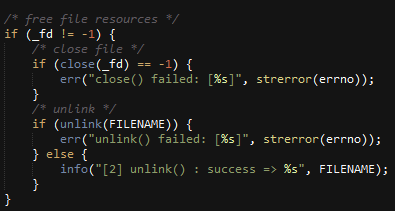 /* free file resources */
if (_fd != -1) {
/* close file */
if (close(_fd) == -1) {
err("close() failed: [%s]", strerror(errno));
}
/* unlink */
if (unlink(FILENAME)) {
err("unlink() failed: [%s]", strerror(errno));
} else {
info("[2] unlink() : success => %s", FILENAME);
}
}